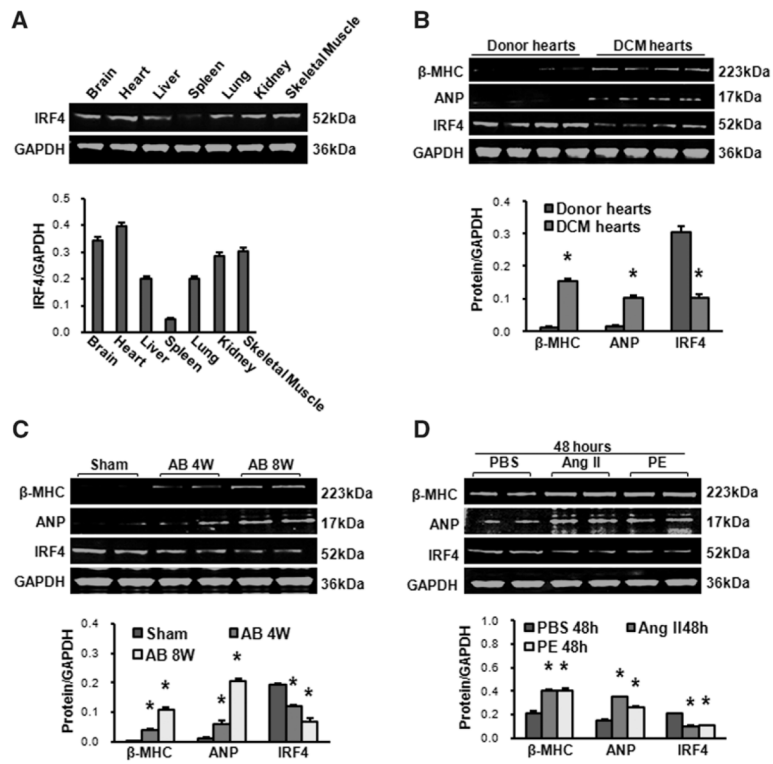 A
Brain Heart Liver Spleen Lung Kidney Skeletal Muscle
IRF4 52kDa
GAPDH 36kDa
IRF4/GAPDH
0.5
0.4
0.3
0.2
0.1
0.0
Brain Heart Liver Spleen Lung Kidney Skeletal Muscle
B
Donor hearts DCM hearts
β-MHC 223kDa
ANP 17kDa
IRF4 52kDa
GAPDH 36kDa
Protein/GAPDH
0.4
0.3
0.2
0.1
0.0
Donor hearts
DCM hearts
* * *
β-MHC ANP IRF4
C
Sham AB 4W AB 8W
β-MHC 223kDa
ANP 17kDa
IRF4 52kDa
GAPDH 36kDa
Protein/GAPDH
0.4
0.3
0.2
0.1
0.0
Sham AB 4W
AB 8W
* * * * * *
β-MHC ANP IRF4
D
48 hours
PBS Ang II PE
β-MHC 223kDa
ANP 17kDa
IRF4 52kDa
GAPDH 36kDa
Protein/GAPDH
1.0
0.8
0.6
0.4
0.2
0.0
PBS 48h Ang II48h
PE 48h
* * * * * *
β-MHC ANP IRF4